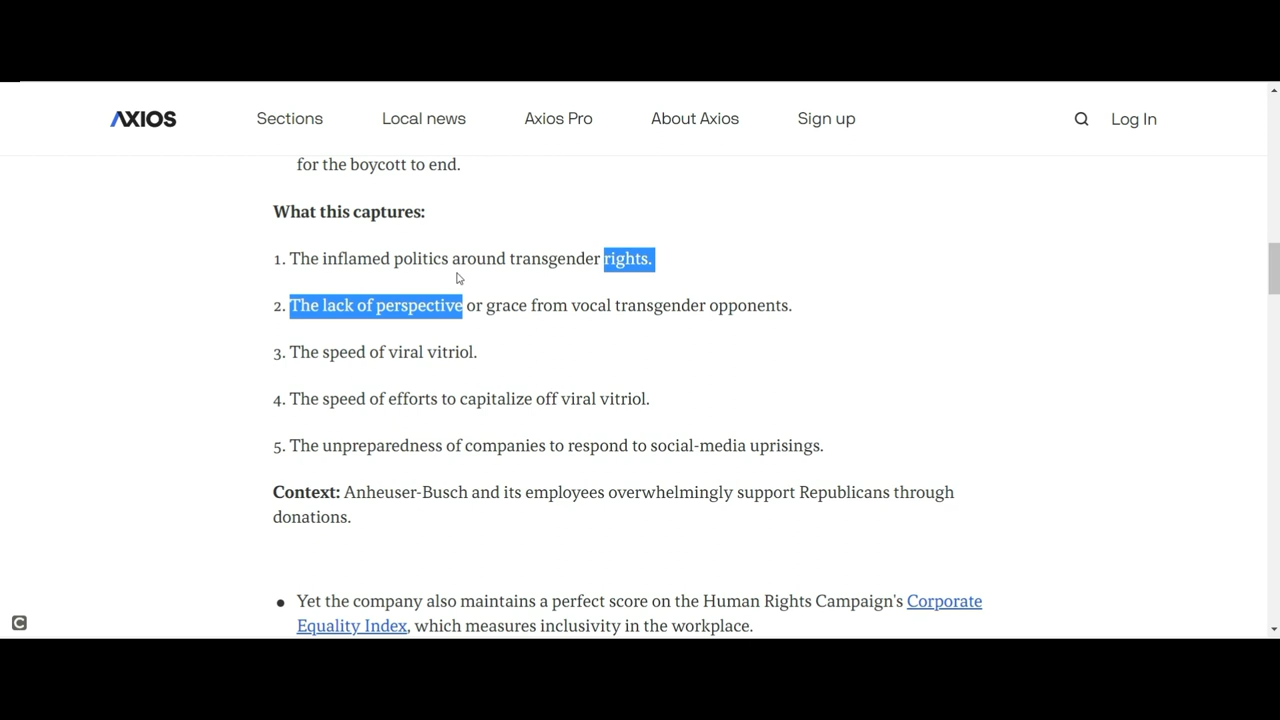 AXIOS Sections Local news Axios Pro About Axios Sign up Log In
for the boycott to end.
What this captures:
1. The inflamed politics around transgender rights.
2. The lack of perspective or grace from vocal transgender opponents.
3. The speed of viral vitriol.
4. The speed of efforts to capitalize off viral vitriol.
5. The unpreparedness of companies to respond to social-media uprisings.
Context: Anheuser-Busch and its employees overwhelmingly support Republicans through
donations.
• Yet the company also maintains a perfect score on the Human Rights Campaign's Corporate
Equality Index, which measures inclusivity in the workplace.
C